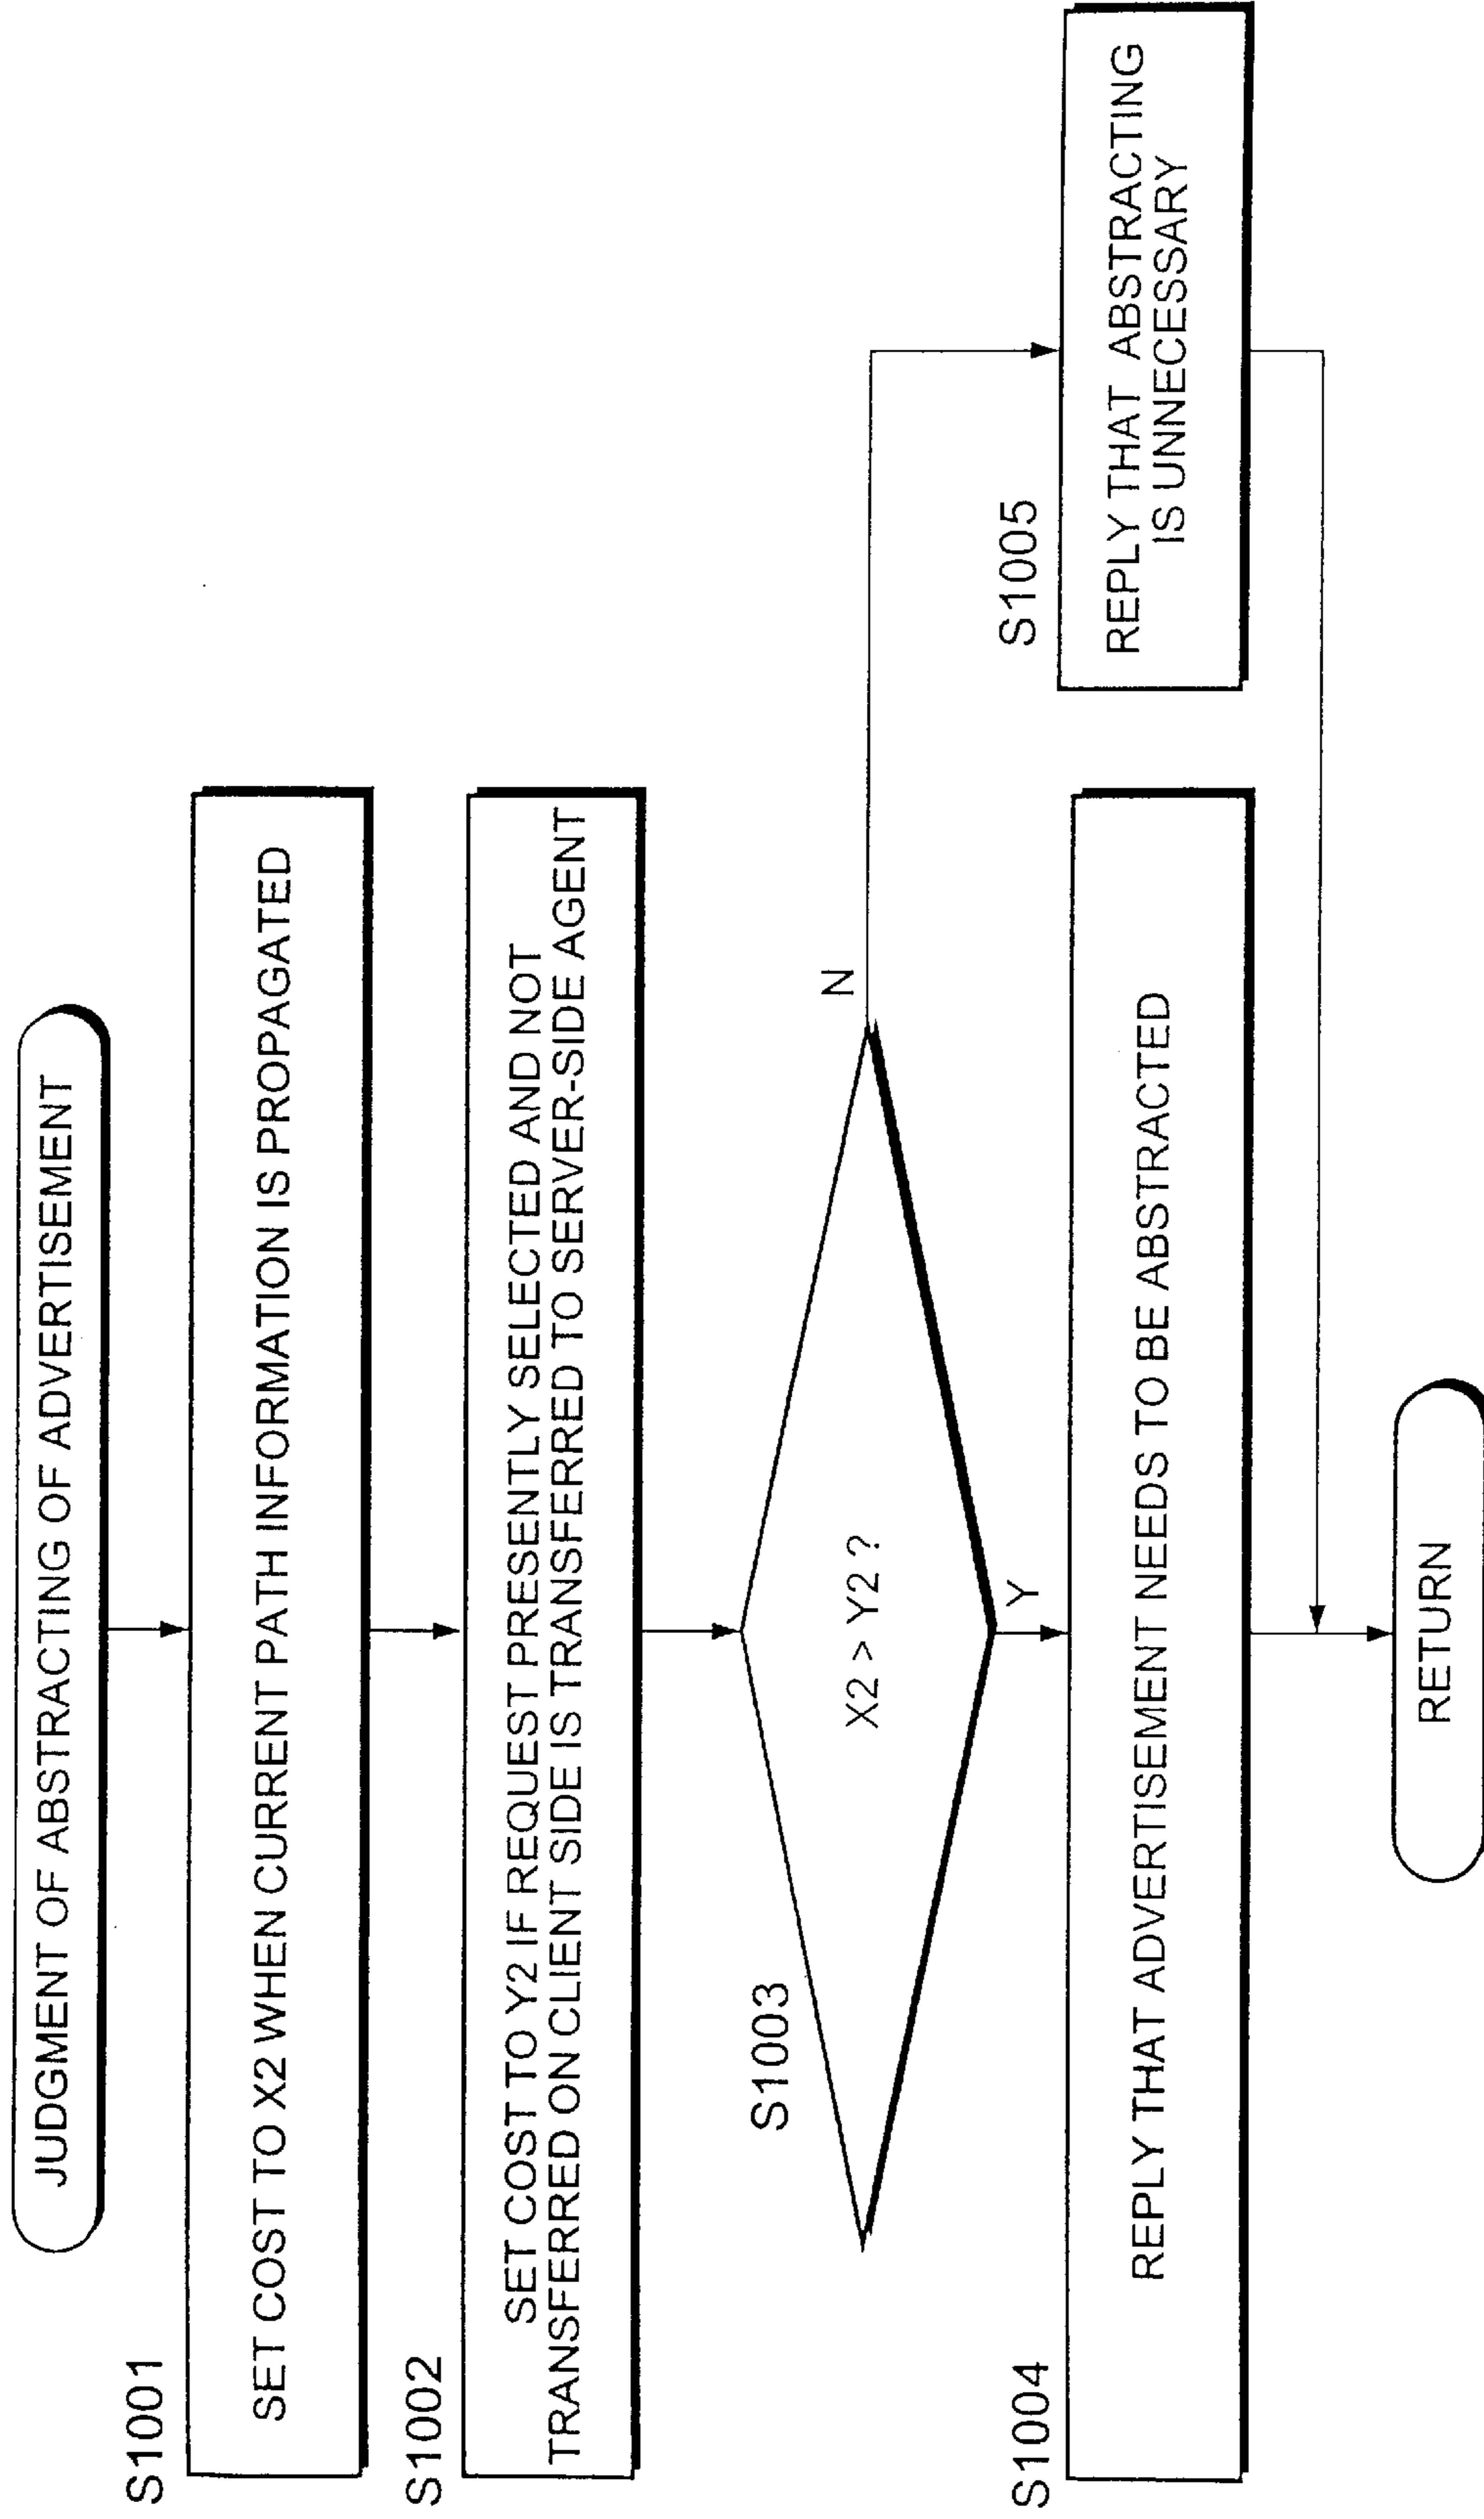 JUDGMENT OF ABSTRACTING OF ADVERTISEMENT
S1001
SET COST TO X2 WHEN CURRENT PATH INFORMATION IS PROPAGATED
S1002
SET COST TO Y2 IF REQUEST PRESENTLY SELECTED AND NOT
TRANSFERRED ON CLIENT SIDE IS TRANSFERRED TO SERVER-SIDE AGENT
S1003
X2 > Y2 ?
N
Y
S1004
REPLY THAT ADVERTISEMENT NEEDS TO BE ABSTRACTED
S1005
REPLY THAT ABSTRACTING
IS UNNECESSARY
RETURN